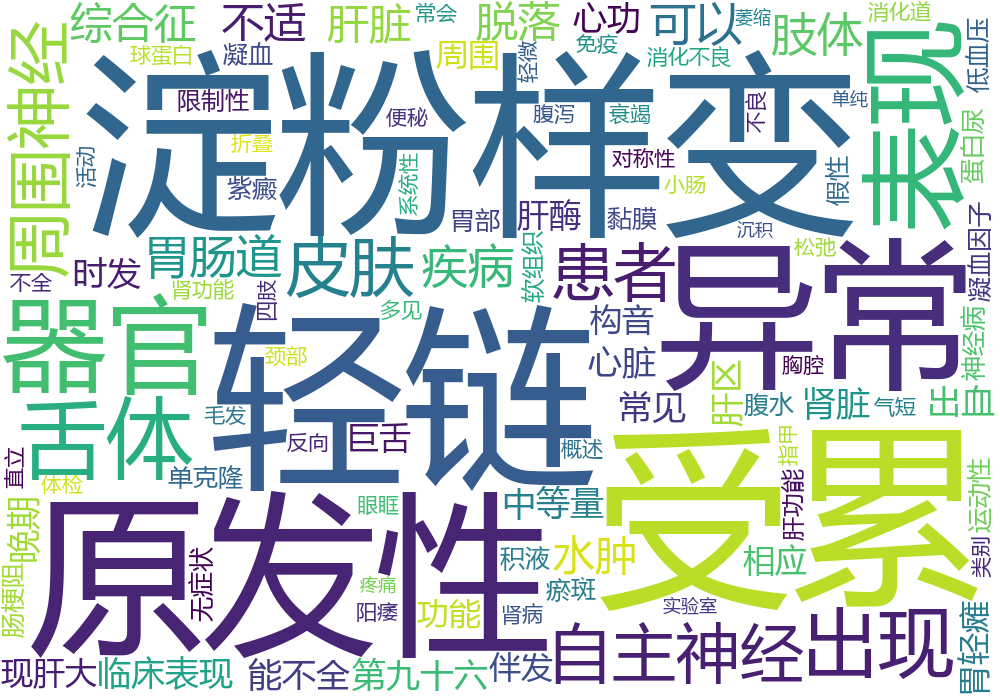 综合征
不适
肝脏
常会
脱落
心功
可以
萎缩
消化道
球蛋白
凝血
周围
轻微
免疫
消化不良
肢体
表现
低血压
周围神经
淀粉样变
限制性
便秘
腹泻
衰竭
不良
单纯
折叠
活动
紫癜
系统性
对称性
小肠
假性
蛋白尿
胃部
肝酶
黏膜
沉积
凝血因子
不全
时发
胃肠道
皮肤
疾病
软组织
患者
异常
松弛
肾功能
四肢
多见
构音
神经病
器官
轻链
颈部
心脏
胸腔
舌体
毛发
反向
巨舌
常见
肝区
腹水
肾脏
气短
出自
直立
体检
单克隆
概述
指甲
受累
晚期
原发性
眼眶
中等量
肝功能
运动性
肠梗阻
无症状
积液
水肿
相应
类别
疼痛
阳痿
功能
肾病
瘀斑
实验室
胃轻瘫
现肝大
临床表现
能不全
第九十六
伴发
自主神经
出现